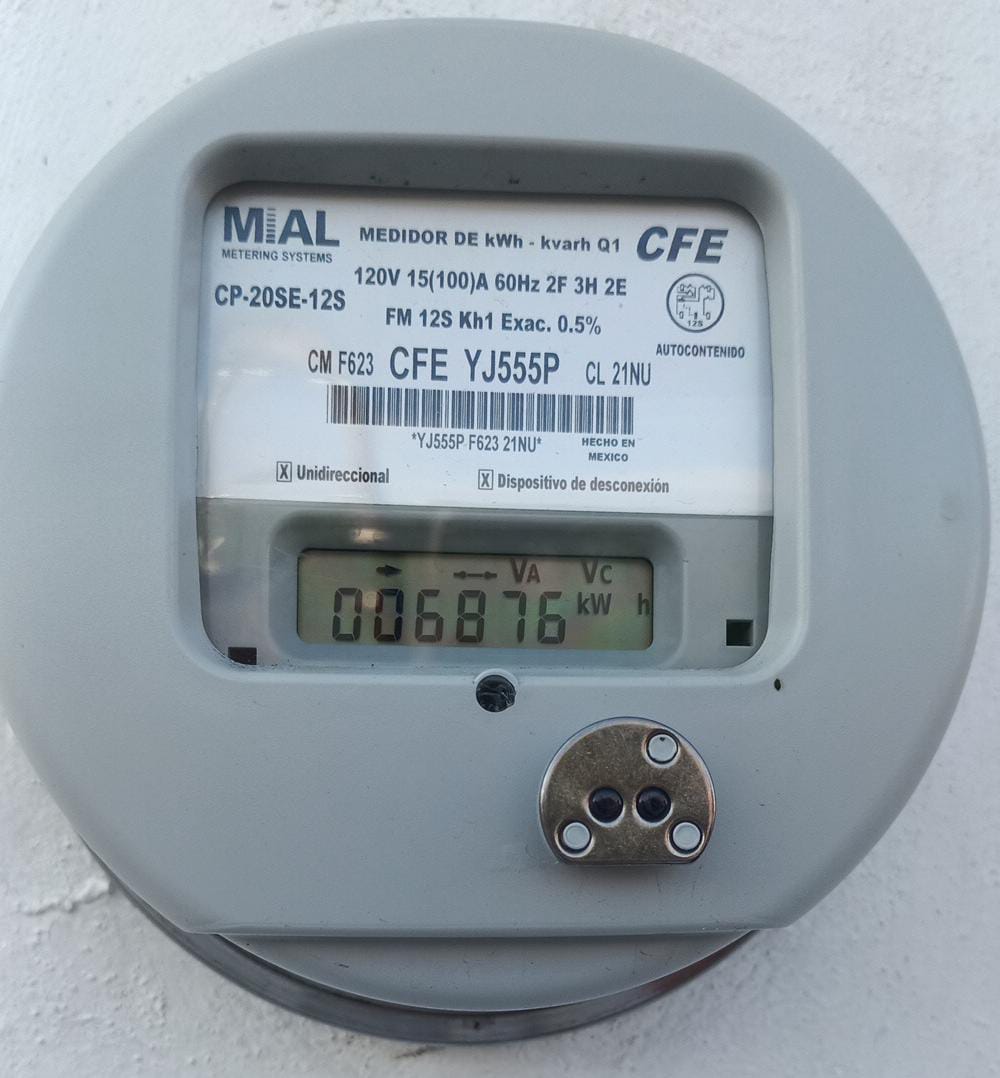 MIAL
METERING SYSTEMS
MEDIDOR DE kWh - kvarh Q1
CFE
120V 15(100)A 60Hz 2F 3H 2E
CP-20SE-12S
FM 12S Kh1 Exac. 0.5%
12S
AUTOCONTENIDO
CM F623 CFE YJ555P CL 21NU
*YJ555P F623 21NU*
HECHO EN
MEXICO
X Unidireccional
X Dispositivo de desconexión
VA VC
006876 kW h